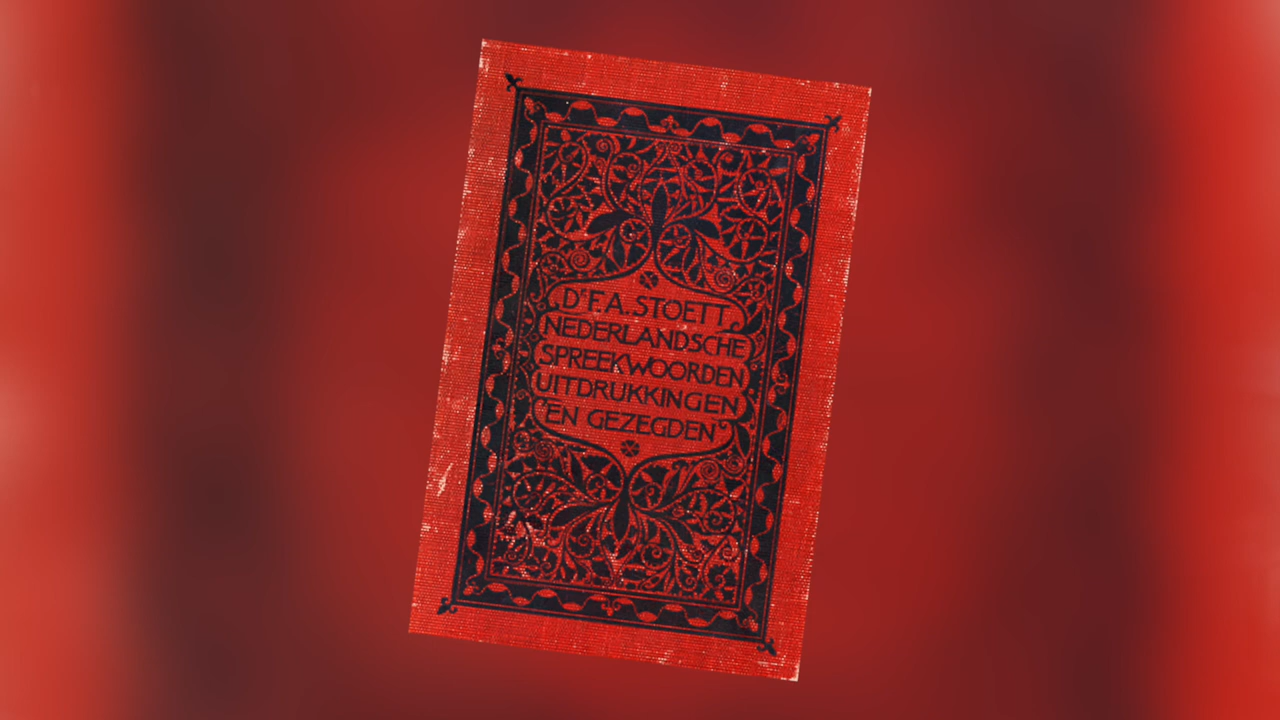 Dr F.A. STOETT
NEDERLANDSCHE
SPREEKWOORDEN
UITDRUKKINGEN
EN GEZEGDEN